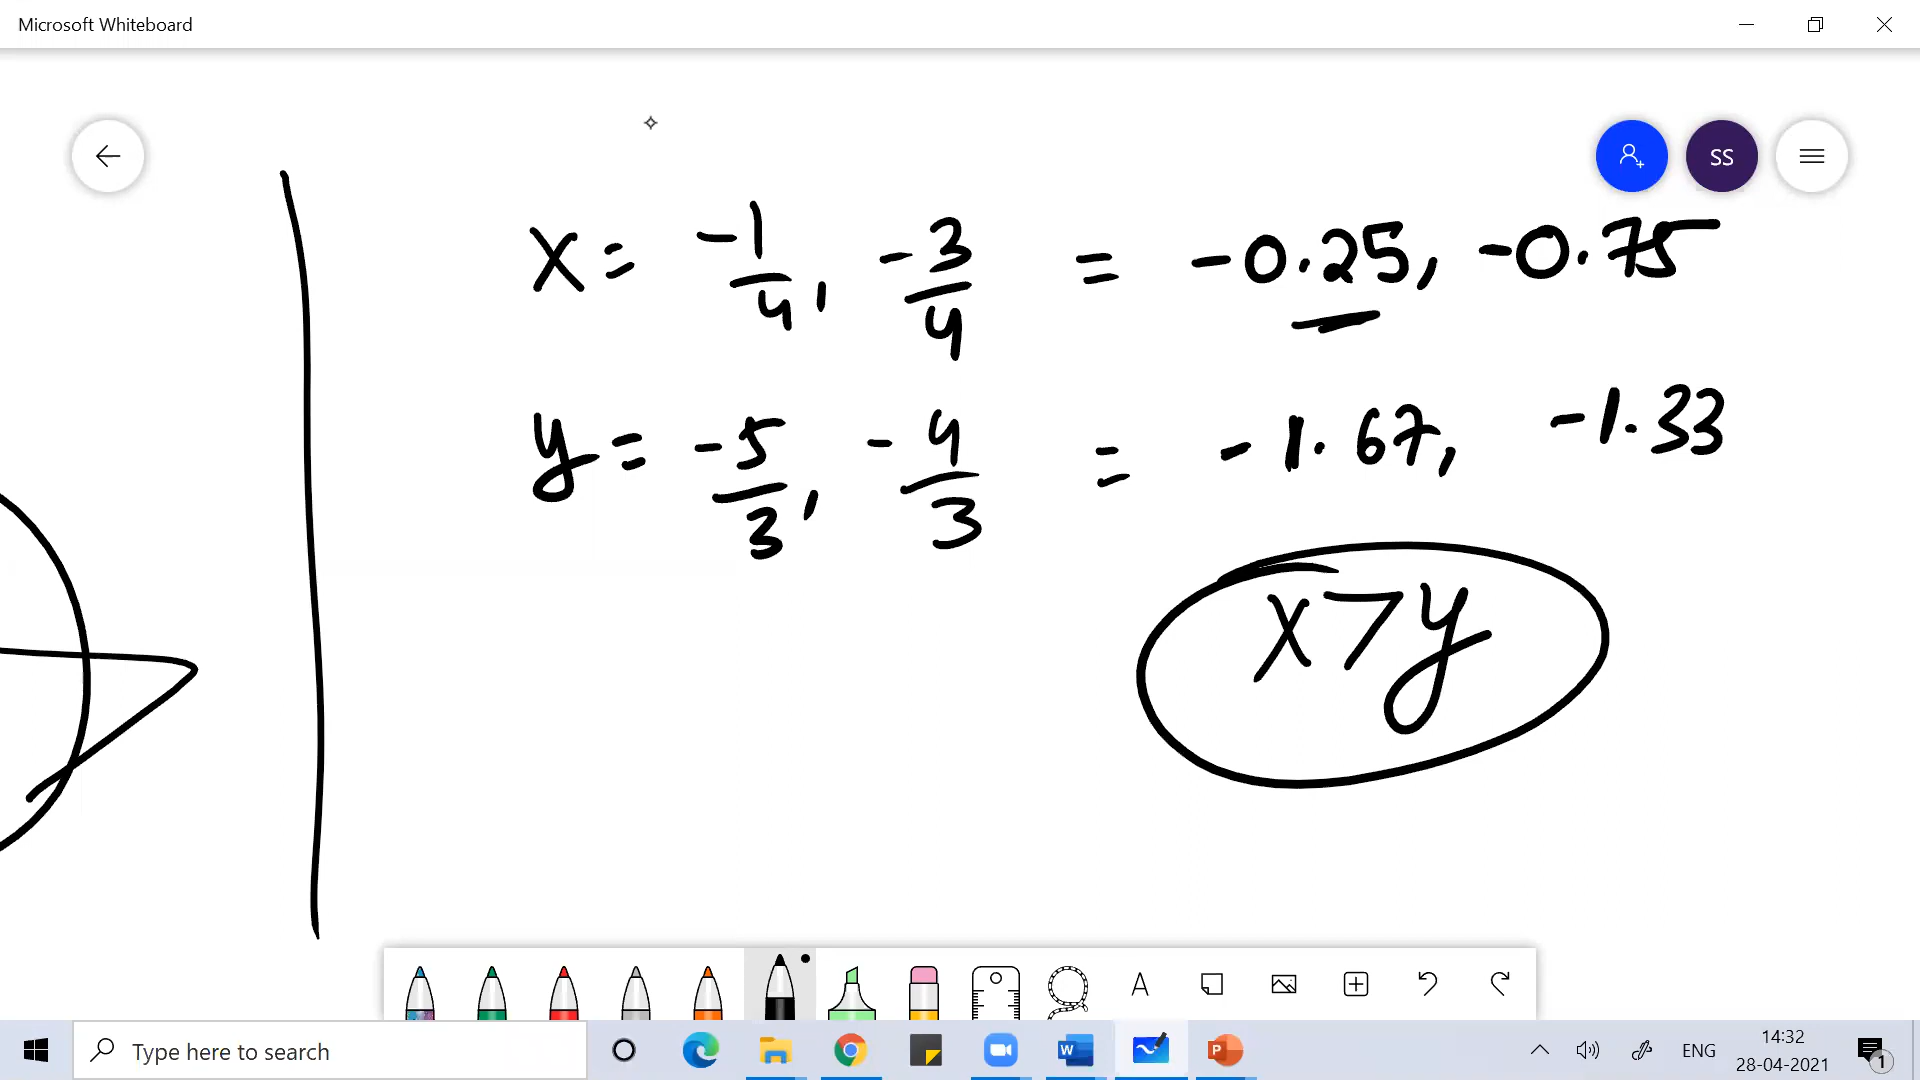 Microsoft Whiteboard
SS
x = -1/4, -3/4 = -0.25, -0.75
y = -5/3, -4/3 = -1.67, -1.33
x > y
A
Type here to search
W
P
ENG
14:32
28-04-2021
1